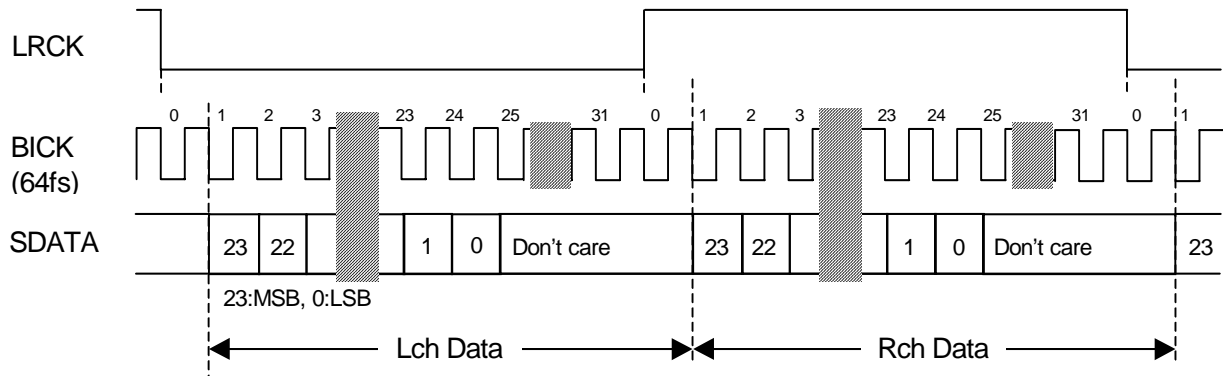 LRCK
0 1 2 3 23 24 25 31 0 1 2 3 23 24 25 31 0 1
BICK
(64fs)
SDATA 23 22 1 0 Don't care 23 22 1 0 Don't care 23
23:MSB, 0:LSB
Lch Data Rch Data